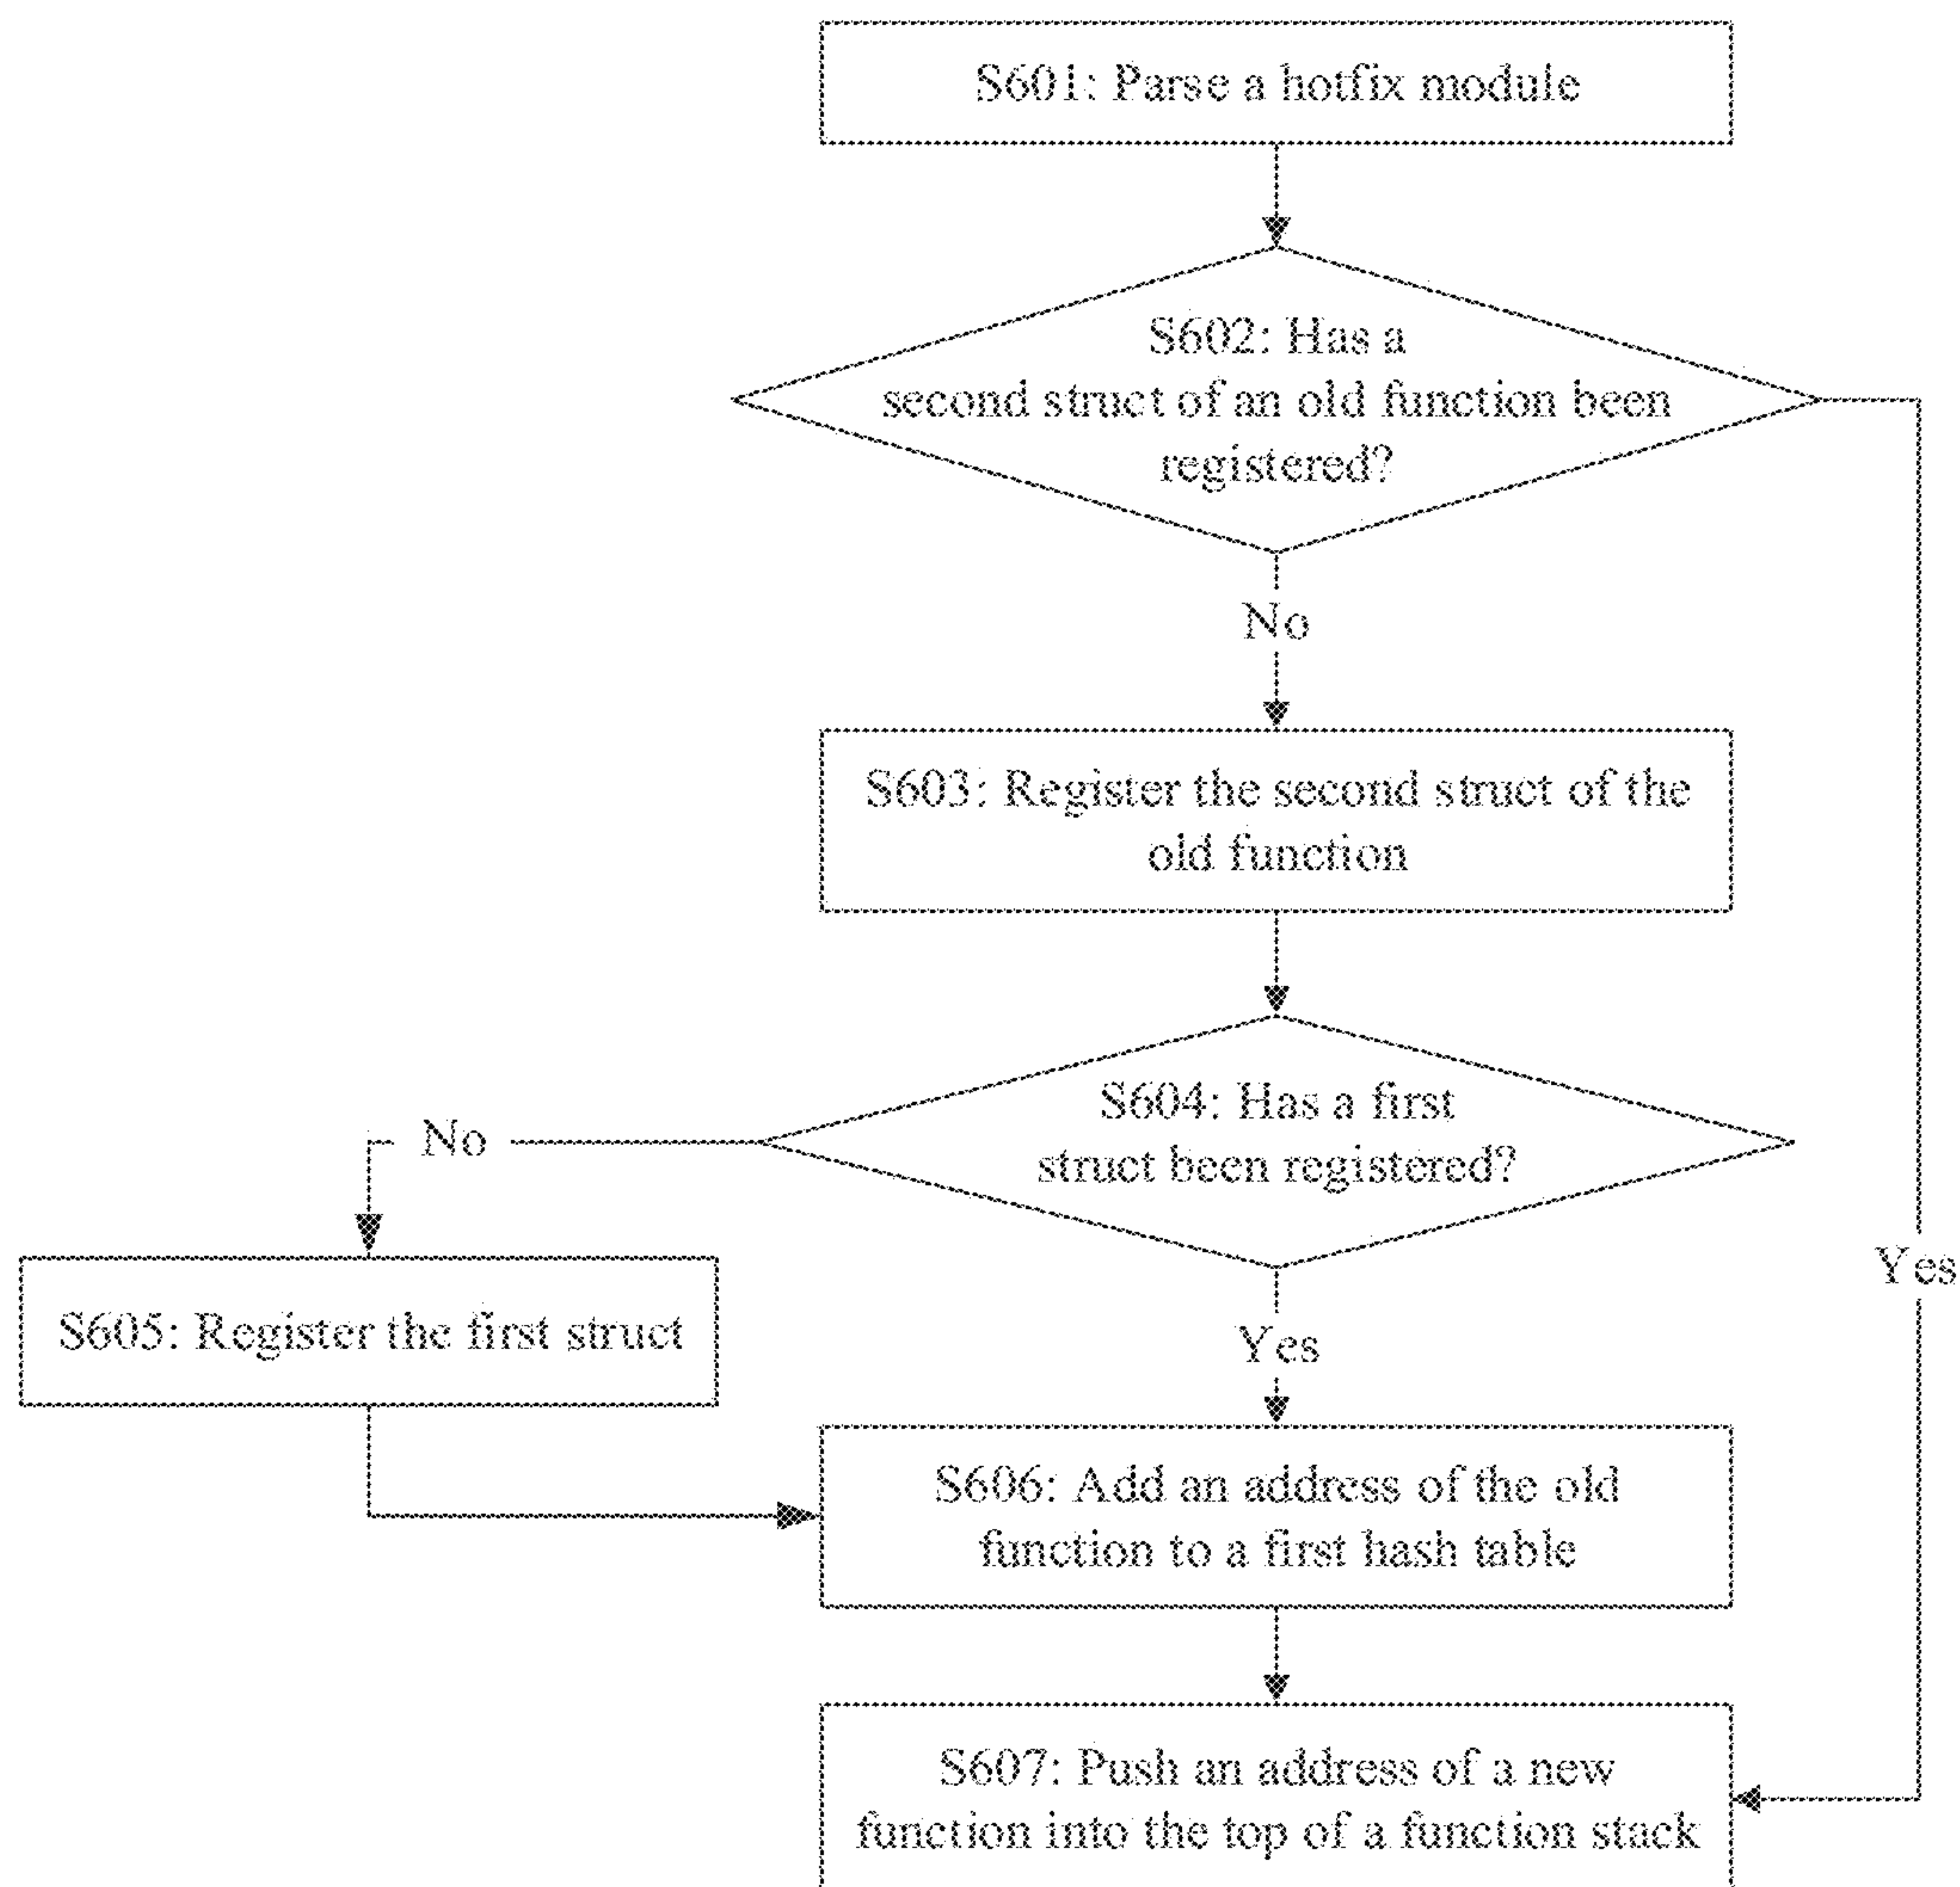 S601: Parse a hotfix module
S602: Has a
second struct of an old function been
registered?
No
S603: Register the second struct of the
old function
S604: Has a first
struct been registered?
No
Yes
S605: Register the first struct
Yes
S606: Add an address of the old
function to a first hash table
S607: Push an address of a new
function into the top of a function stack